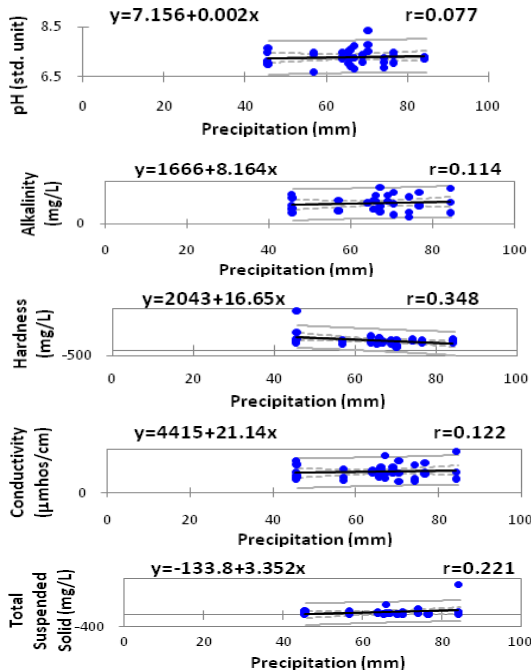 y=7.156+0.002x r=0.077
pH (std. unit)
8.5
6.5
0 20 40 60 80 100
Precipitation (mm)
y=1666+8.164x r=0.114
Alkalinity (mg/L)
0
0 20 40 60 80 100
Precipitation (mm)
y=2043+16.65x r=0.348
Hardness (mg/L)
-500
0 20 40 60 80 100
Precipitation (mm)
y=4415+21.14x r=0.122
Conductivity (µmhos/cm)
0
0 20 40 60 80 100
Precipitation (mm)
y=-133.8+3.352x r=0.221
Total Suspended Solid (mg/L)
-400
0 20 40 60 80 100
Precipitation (mm)